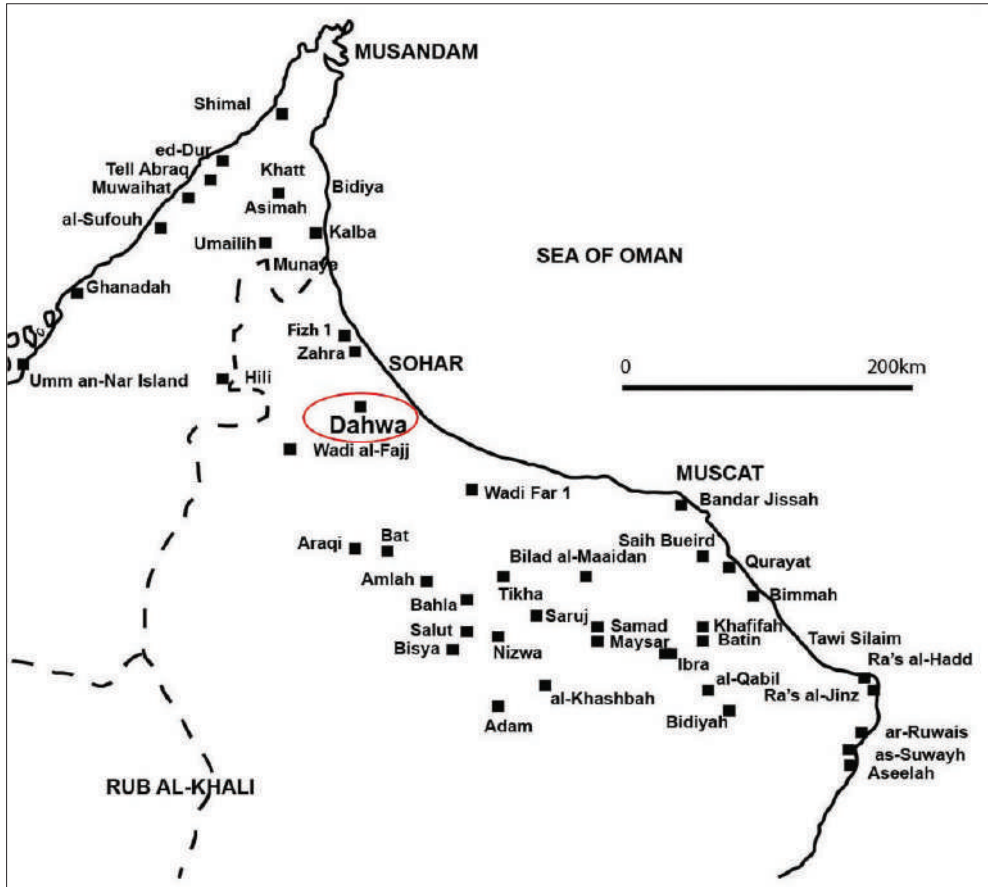 MUSANDAM
Shimal
ed-Dur
Tell Abraq
Khatt
Muwaihat
Bidiya
Asimah
al-Sufouh
Kalba
Umailih
SEA OF OMAN
Munaye
Ghanadah
Fizh 1
Zahra
SOHAR
0
200km
Umm an-Nar Island
Hili
Dahwa
Wadi al-Fajj
MUSCAT
Wadi Far 1
Bandar Jissah
Araqi
Bat
Saih Bueird
Bilad al-Maaidan
Qurayat
Amlah
Tikha
Bimmah
Bahla
Saruj
Salut
Samad
Khafifah
Tawi Silaim
Bisya
Nizwa
Maysar
Batin
Ibra
Ra's al-Hadd
al-Qabil
al-Khashbah
Ra's al-Jinz
Adam
Bidiyah
ar-Ruwais
as-Suwayh
Aseelah
RUB AL-KHALI